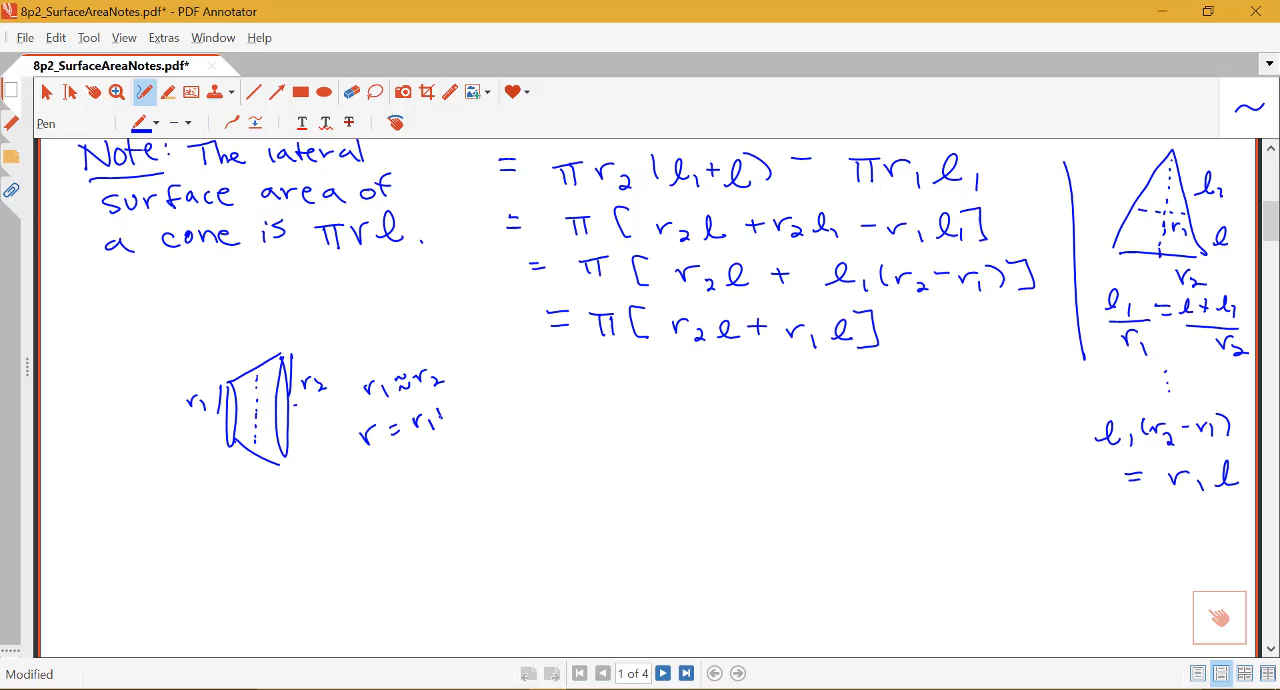 8p2_SurfaceAreaNotes.pdf* - PDF Annotator
File Edit Tool View Extras Window Help
8p2_SurfaceAreaNotes.pdf*
Pen
Note: The lateral
surface area of
a cone is πrl.
= πr₂(l₁+l) − πr₁l₁
= π[r₂l + r₂l₁ − r₁l₁]
= π[r₂l + l₁(r₂−r₁)]
= π[r₂l + r₁l]
l₁
r₁
l
r₂
l₁/r₁ = l+l₁/r₂
⋮
l₁(r₂−r₁)
= r₁l
r₁
r₂
r₁≈r₂
r = r₁
Modified
1 of 4